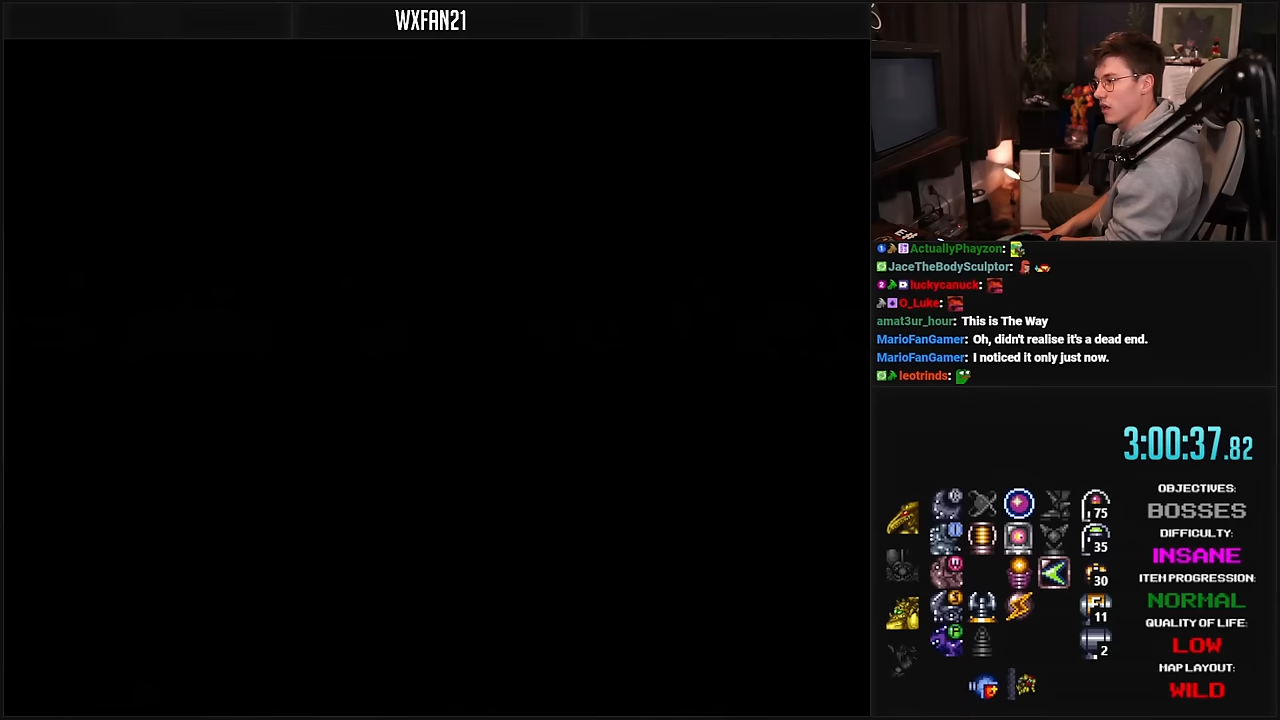 WXFAN21
ActuallyPhayzon:
JaceTheBodySculptor:
2 luckycanuck:
O_Luke:
amat3ur_hour: This is The Way
MarioFanGamer: Oh, didn't realise it's a dead end.
MarioFanGamer: I noticed it only just now.
leotrinds:
3:00:37.82
75
35
30
11
2
OBJECTIVES:
BOSSES
DIFFICULTY:
INSANE
ITEM PROGRESSION:
NORMAL
QUALITY OF LIFE:
LOW
MAP LAYOUT:
WILD